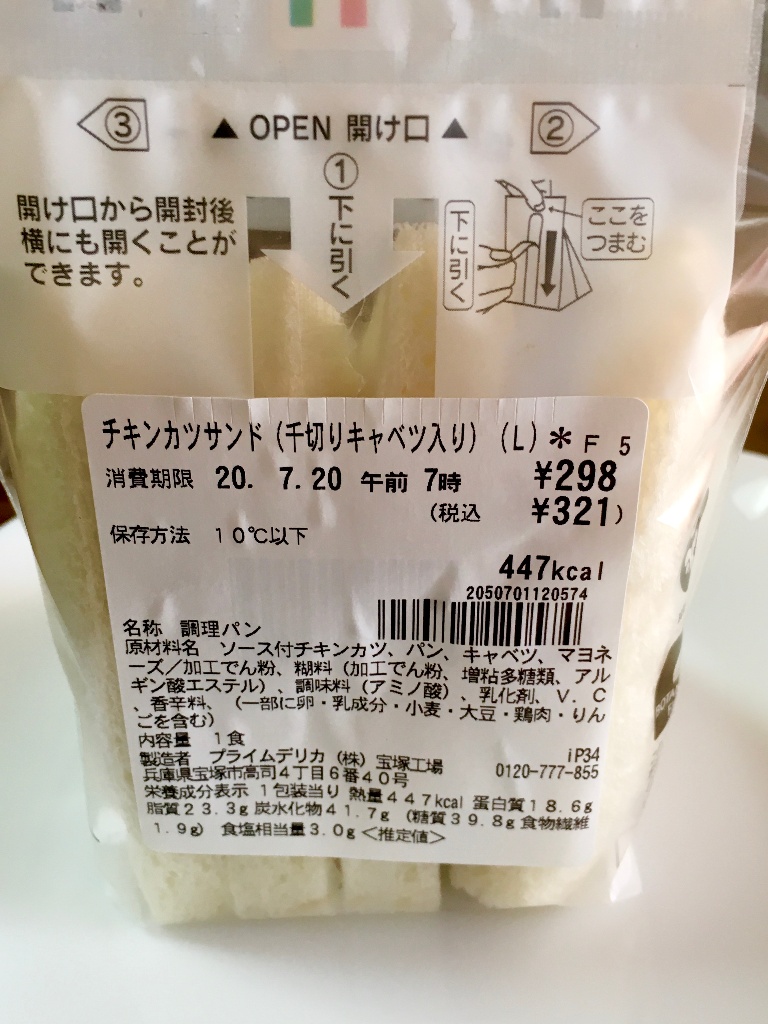 ③ ▲ OPEN 開け口 ▲ ②
①
下に引く
開け口から開封後
横にも開くことが
できます。
下に引く
ここを
つまむ
チキンカツサンド(千切りキャベツ入り)(L)＊F 5
消費期限 20. 7.20 午前 7時 ¥298
(税込 ¥321)
保存方法 10℃以下
447kcal
2050701120574
名称 調理パン
原材料名 ソース付チキンカツ、パン、キャベツ、マヨネ
ーズ／加工でん粉、糊料(加工でん粉、増粘多糖類、アル
ギン酸エステル)、調味料(アミノ酸)、乳化剤、V.C
、香辛料、(一部に卵・乳成分・小麦・大豆・鶏肉・りん
ごを含む)
内容量 1食
製造者 プライムデリカ(株)宝塚工場 iP34
兵庫県宝塚市高司4丁目6番40号 0120-777-855
栄養成分表示 1包装当り 熱量447kcal 蛋白質18.6g
脂質23.3g 炭水化物41.7g (糖質39.8g 食物繊維
1.9g) 食塩相当量3.0g＜推定値＞